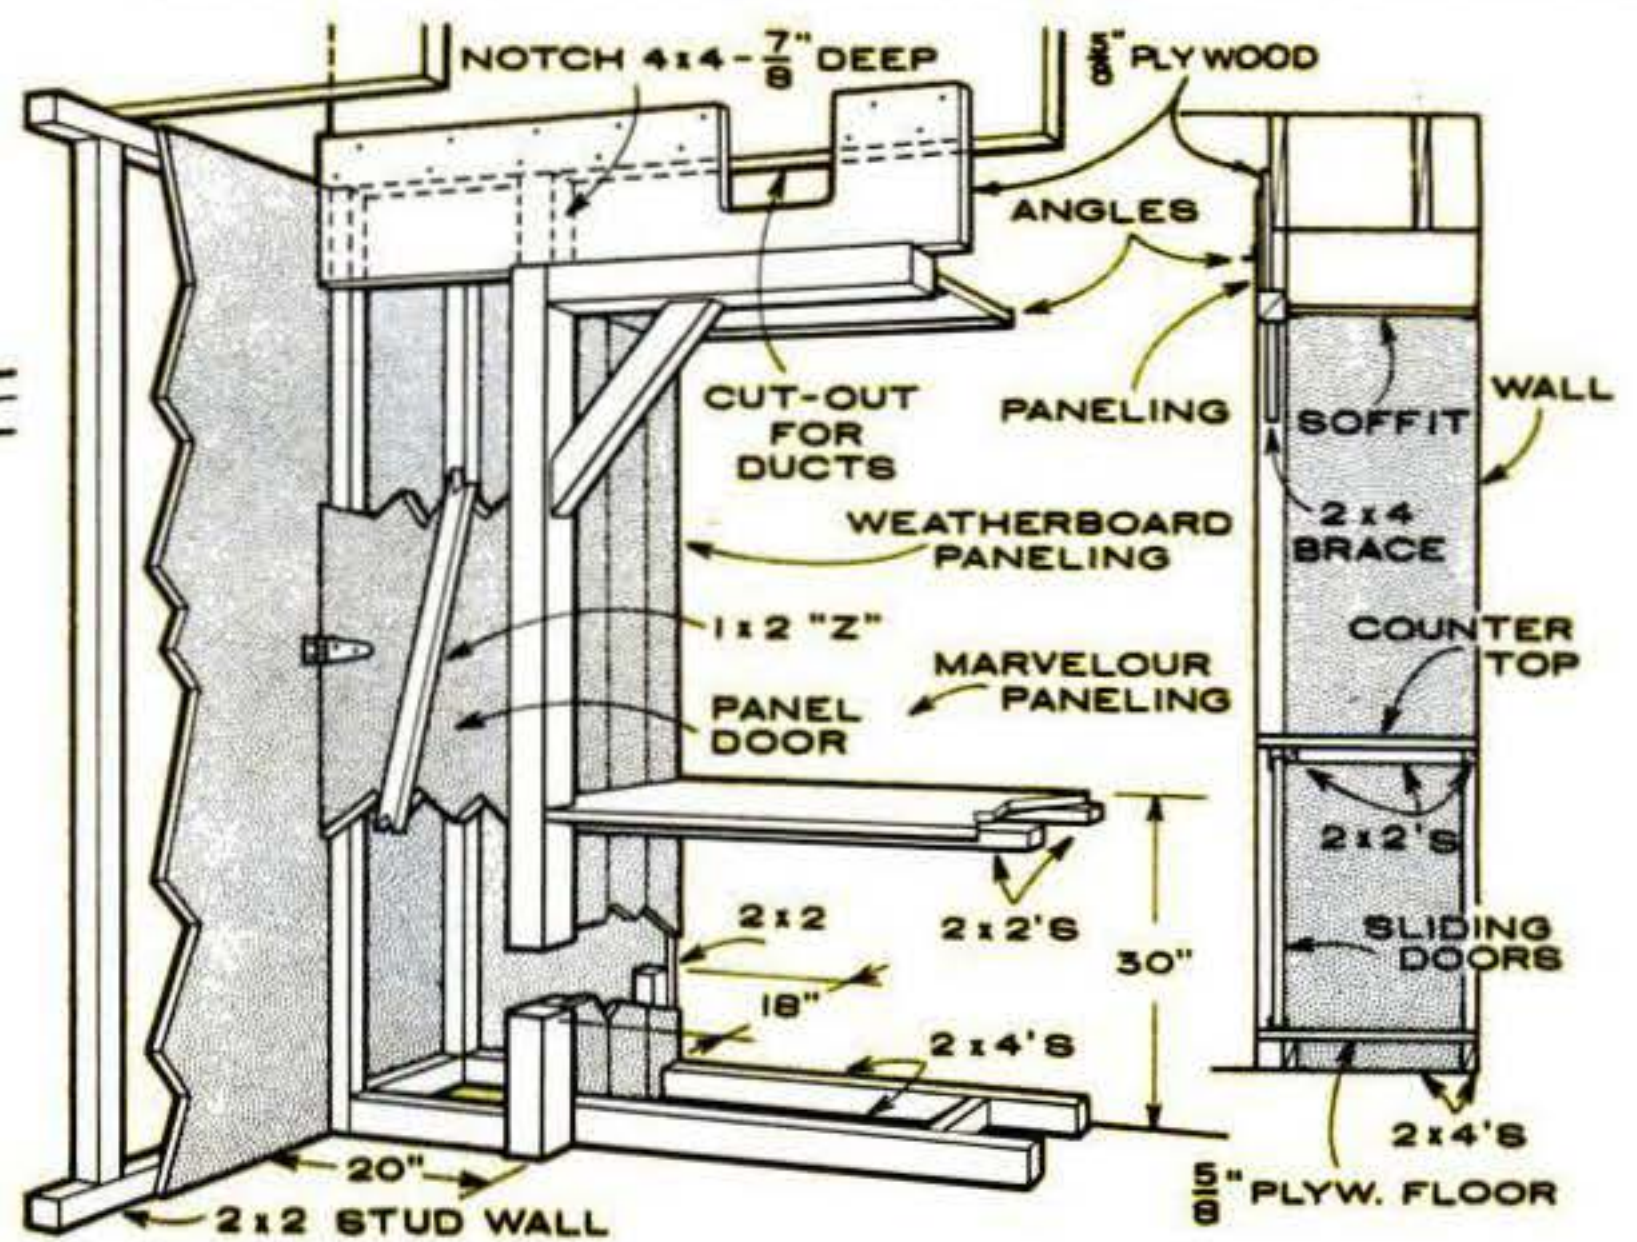 NOTCH 4x4 - 7/8" DEEP
5/8" PLYWOOD
ANGLES
CUT-OUT
FOR
DUCTS
PANELING
SOFFIT
WALL
2x4
BRACE
WEATHERBOARD
PANELING
1x2 "Z"
COUNTER
TOP
MARVELOUR
PANELING
PANEL
DOOR
2x2'S
2x2
2x2'S
30"
SLIDING
DOORS
18"
2x4'S
2x4'S
20"
2x2 STUD WALL
5/8" PLYW. FLOOR